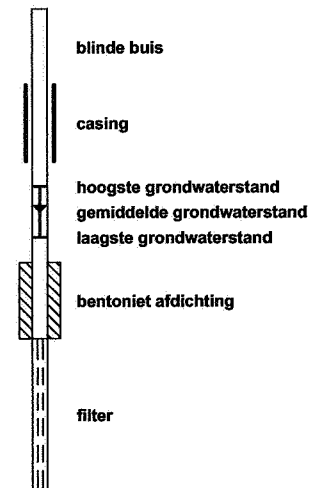 blinde buis
casing
hoogste grondwaterstand
gemiddelde grondwaterstand
laagste grondwaterstand
bentoniet afdichting
filter